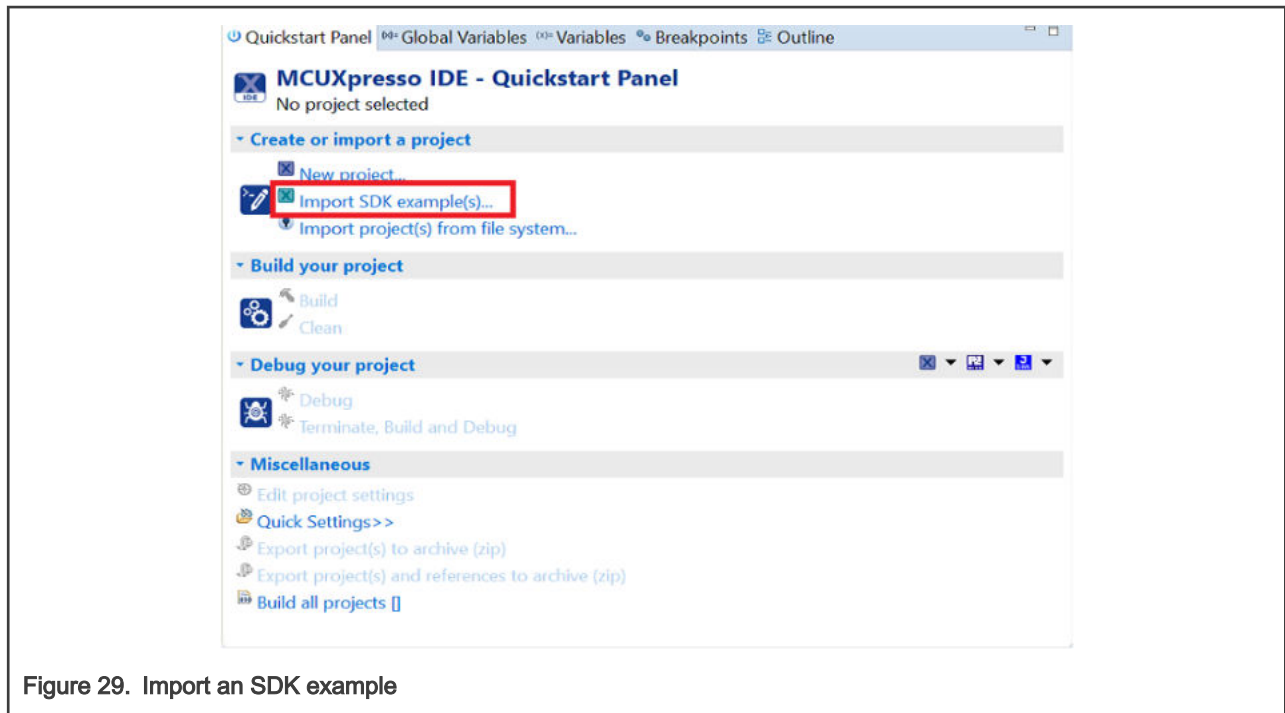 Quickstart Panel (x)= Global Variables (x)= Variables Breakpoints Outline
MCUXpresso IDE - Quickstart Panel
IDE
No project selected
Create or import a project
New project...
Import SDK example(s)...
Import project(s) from file system...
Build your project
Build
Clean
Debug your project
Debug
Terminate, Build and Debug
Miscellaneous
Edit project settings
Quick Settings>>
Export project(s) to archive (zip)
Export project(s) and references to archive (zip)
Build all projects []
Figure 29. Import an SDK example